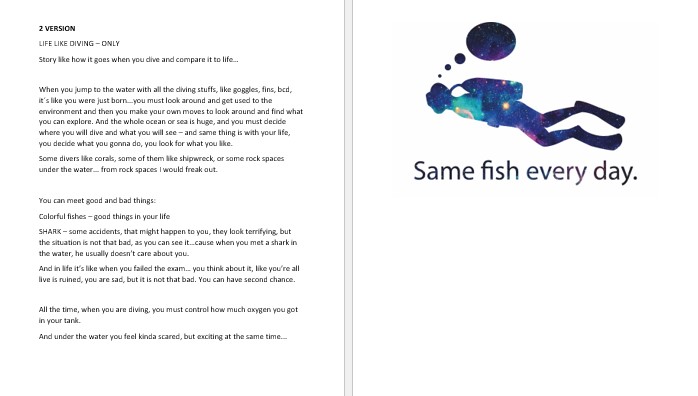 2 VERSION
LIFE LIKE DIVING – ONLY
Story like how it goes when you dive and compare it to life…
When you jump to the water with all the diving stuffs, like goggles, fins, bcd,
it´s like you were just born…you must look around and get used to the
environment and then you make your own moves to look around and find what
you can explore. And the whole ocean or sea is huge, and you must decide
where you will dive and what you will see – and same thing is with your life,
you decide what you gonna do, you look for what you like.
Some divers like corals, some of them like shipwreck, or some rock spaces
under the water… from rock spaces I would freak out.
You can meet good and bad things:
Colorful fishes – good things in your life
SHARK – some accidents, that might happen to you, they look terrifying, but
the situation is not that bad, as you can see it…cause when you met a shark in
the water, he usually doesn't care about you.
And in life it's like when you failed the exam… you think about it, like you're all
live is ruined, you are sad, but it is not that bad. You can have second chance.
All the time, when you are diving, you must control how much oxygen you got
in your tank.
And under the water you feel kinda scared, but exciting at the same time…
Same fish every day.